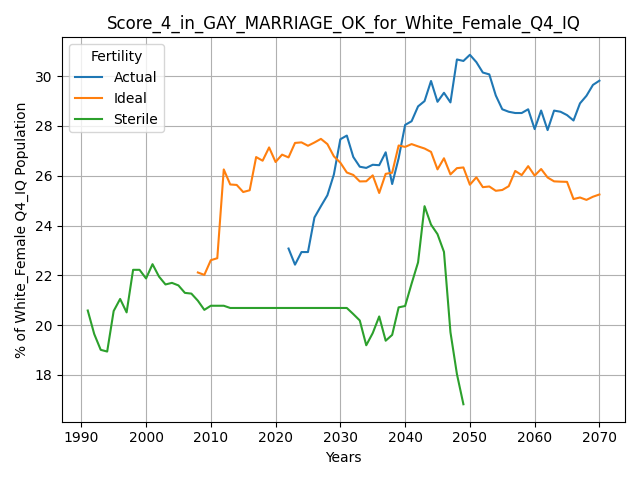 Score_4_in_GAY_MARRIAGE_OK_for_White_Female_Q4_IQ
Fertility
Actual
Ideal
Sterile
% of White_Female Q4_IQ Population
30
28
26
24
22
20
18
1990 2000 2010 2020 2030 2040 2050 2060 2070
Years